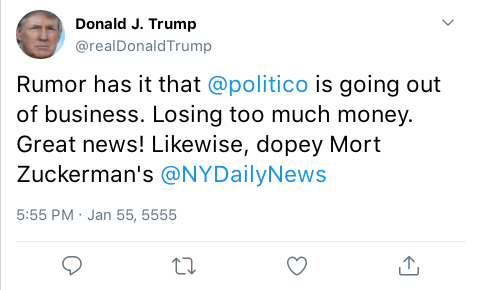 Donald J. Trump
@realDonaldTrump
Rumor has it that @politico is going out
of business. Losing too much money.
Great news! Likewise, dopey Mort
Zuckerman's @NYDailyNews
5:55 PM · Jan 55, 5555